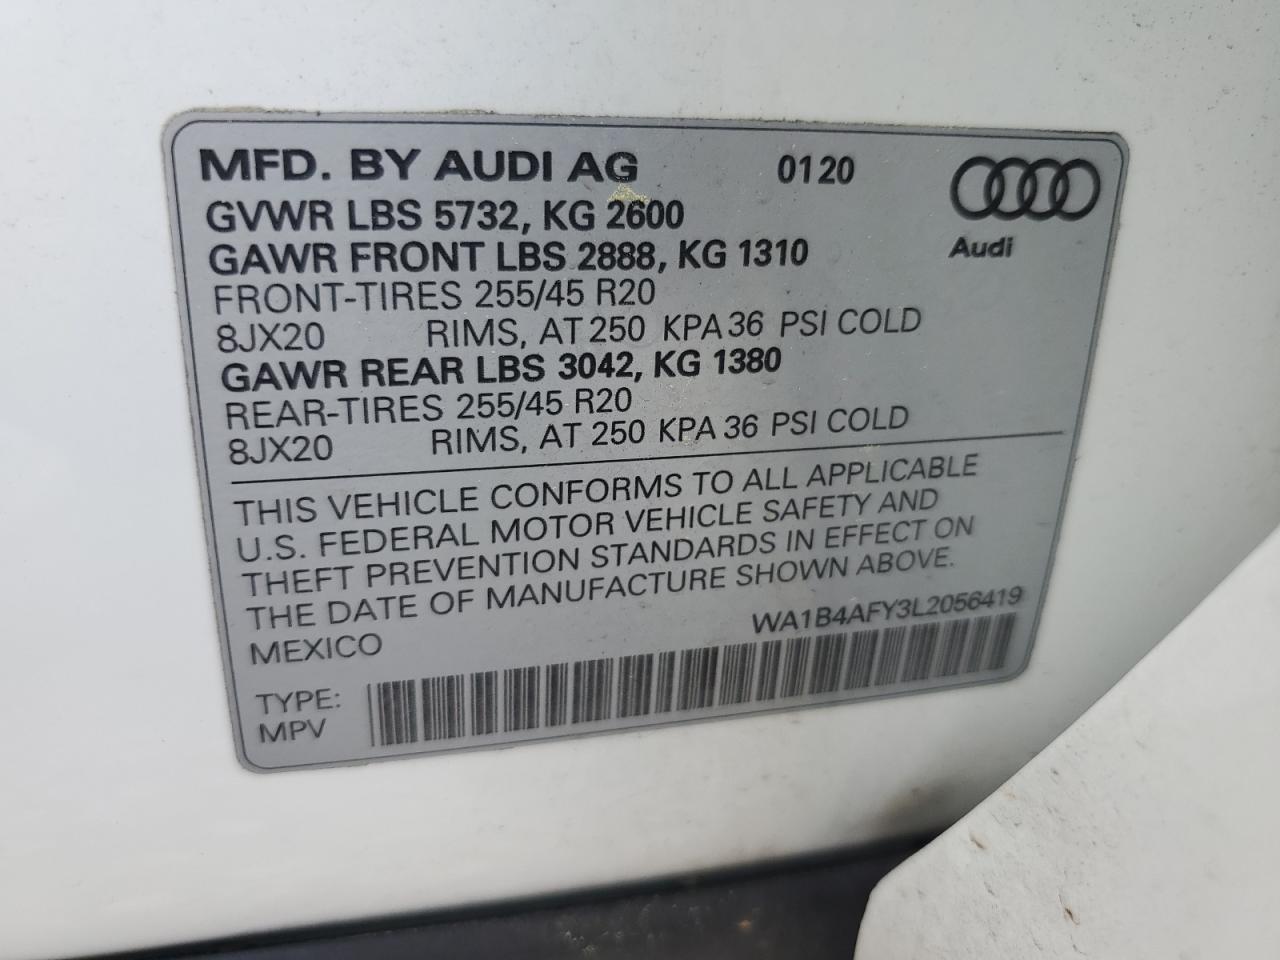 MFD. BY AUDI AG 0120
Audi
GVWR LBS 5732, KG 2600
GAWR FRONT LBS 2888, KG 1310
FRONT-TIRES 255/45 R20
8JX20 RIMS, AT 250 KPA 36 PSI COLD
GAWR REAR LBS 3042, KG 1380
REAR-TIRES 255/45 R20
8JX20 RIMS, AT 250 KPA 36 PSI COLD
THIS VEHICLE CONFORMS TO ALL APPLICABLE
U.S. FEDERAL MOTOR VEHICLE SAFETY AND
THEFT PREVENTION STANDARDS IN EFFECT ON
THE DATE OF MANUFACTURE SHOWN ABOVE.
MEXICO WA1B4AFY3L2056419
TYPE:
MPV